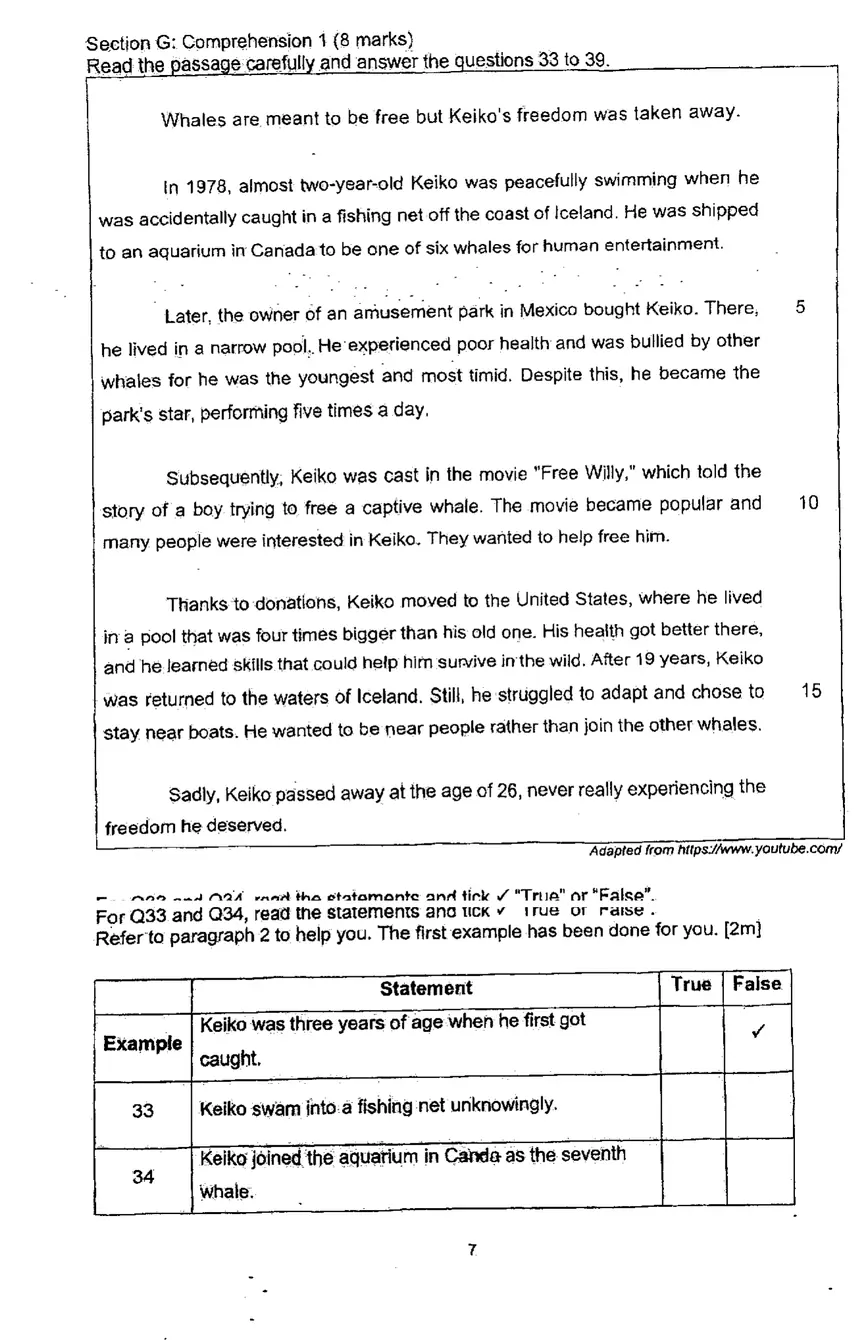 Section G: Comprehension 1 (8 marks)
Read the passage carefully and answer the questions 33 to 39.
Whales are meant to be free but Keiko's freedom was taken away.
In 1978, almost two-year-old Keiko was peacefully swimming when he
was accidentally caught in a fishing net off the coast of Iceland. He was shipped
to an aquarium in Canada to be one of six whales for human entertainment.
Later, the owner of an amusement park in Mexico bought Keiko. There, 5
he lived in a narrow pool. He experienced poor health and was bullied by other
whales for he was the youngest and most timid. Despite this, he became the
park's star, performing five times a day.
Subsequently, Keiko was cast in the movie "Free Willy," which told the
story of a boy trying to free a captive whale. The movie became popular and 10
many people were interested in Keiko. They wanted to help free him.
Thanks to donations, Keiko moved to the United States, where he lived
in a pool that was four times bigger than his old one. His health got better there,
and he learned skills that could help him survive in the wild. After 19 years, Keiko
was returned to the waters of Iceland. Still, he struggled to adapt and chose to 15
stay near boats. He wanted to be near people rather than join the other whales.
Sadly, Keiko passed away at the age of 26, never really experiencing the
freedom he deserved.
Adapted from https://www.youtube.com/
For Q33 and Q34, read the statements and tick ✓ "True" or "False".
Refer to paragraph 2 to help you. The first example has been done for you. [2m]
Statement True False
Example Keiko was three years of age when he first got ✓
caught.
33 Keiko swam into a fishing net unknowingly.
34 Keiko joined the aquarium in Canda as the seventh
whale.
7